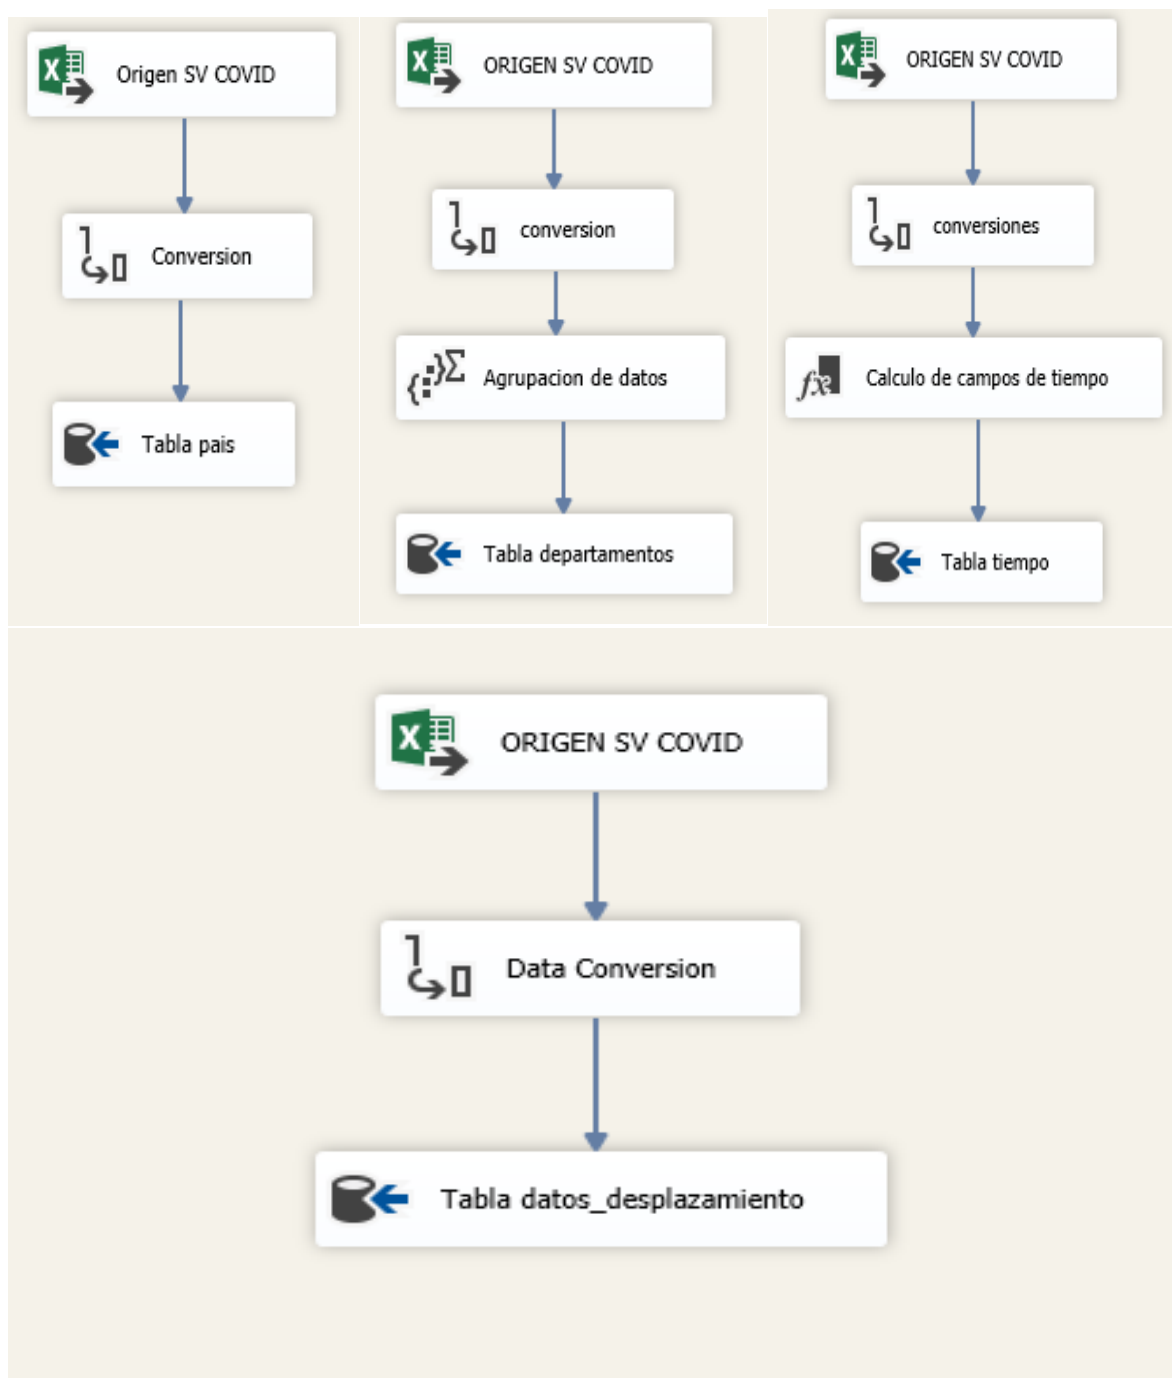 Origen SV COVID
Conversion
Tabla pais
ORIGEN SV COVID
conversion
Agrupacion de datos
Tabla departamentos
ORIGEN SV COVID
conversiones
Calculo de campos de tiempo
Tabla tiempo
ORIGEN SV COVID
Data Conversion
Tabla datos_desplazamiento